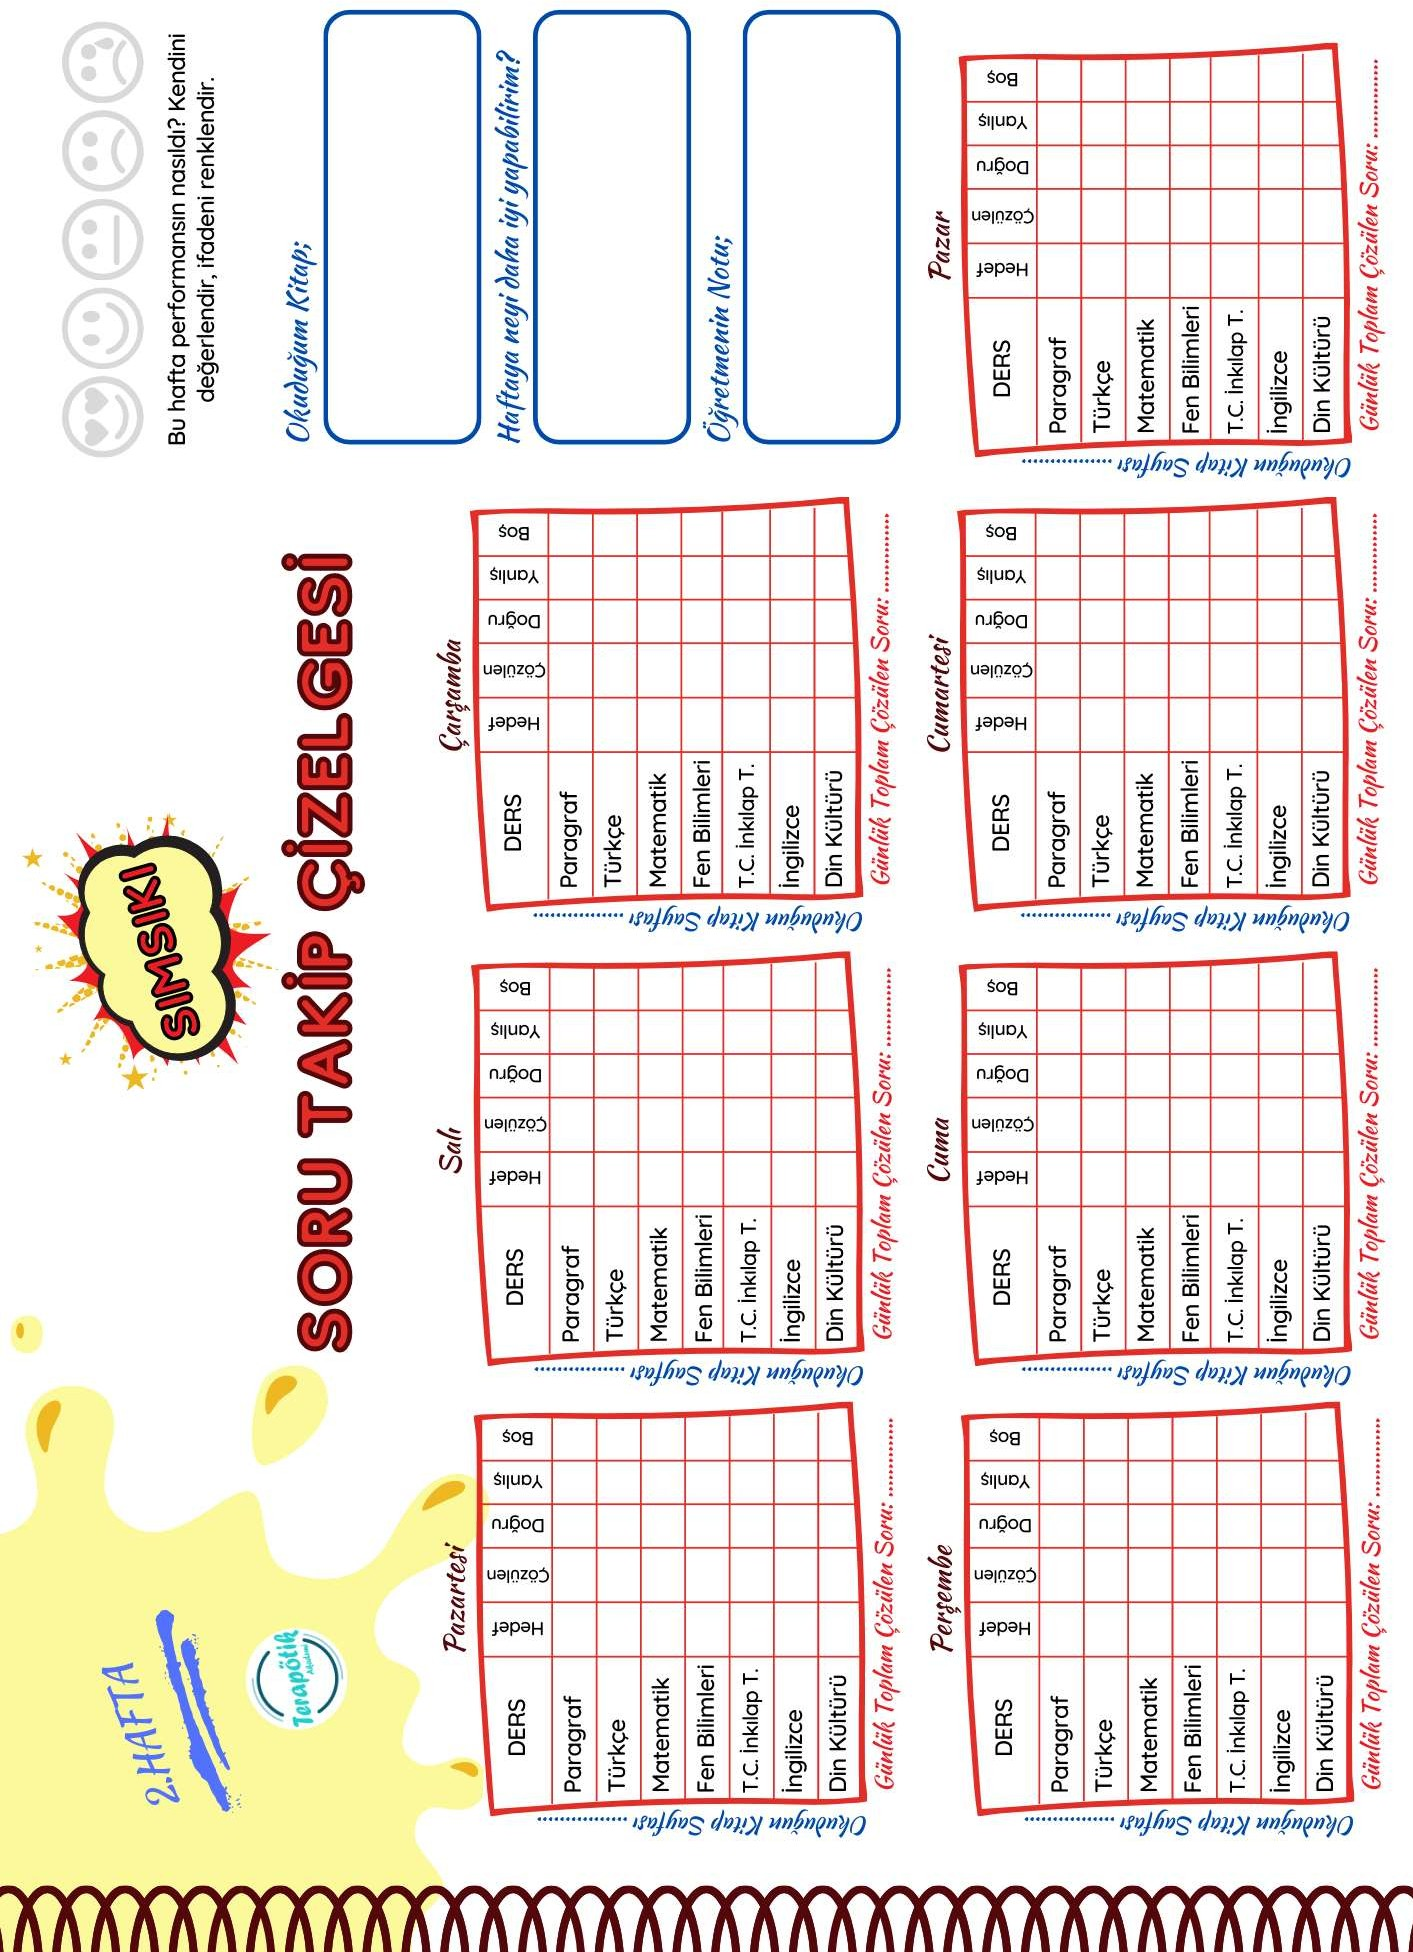 2.HAFTA
Terapötik
Akademi
SIMSIKI
SORU TAKİP ÇİZELGESİ
Bu hafta performansın nasıldı? Kendini
değerlendir, ifadeni renklendir.
Okuduğum Kitap;
Haftaya neyi daha iyi yapabilirim?
Öğretmenin Notu;
Pazartesi
DERS Hedef Çözülen Doğru Yanlış Boş
Paragraf
Türkçe
Matematik
Fen Bilimleri
T.C. İnkılap T.
İngilizce
Din Kültürü
Okuduğun Kitap Sayfası ..................
Günlük Toplam Çözülen Soru: ................
Salı
DERS Hedef Çözülen Doğru Yanlış Boş
Paragraf
Türkçe
Matematik
Fen Bilimleri
T.C. İnkılap T.
İngilizce
Din Kültürü
Okuduğun Kitap Sayfası ..................
Günlük Toplam Çözülen Soru: ................
Çarşamba
DERS Hedef Çözülen Doğru Yanlış Boş
Paragraf
Türkçe
Matematik
Fen Bilimleri
T.C. İnkılap T.
İngilizce
Din Kültürü
Okuduğun Kitap Sayfası ..................
Günlük Toplam Çözülen Soru: ................
Perşembe
DERS Hedef Çözülen Doğru Yanlış Boş
Paragraf
Türkçe
Matematik
Fen Bilimleri
T.C. İnkılap T.
İngilizce
Din Kültürü
Okuduğun Kitap Sayfası ..................
Günlük Toplam Çözülen Soru: ................
Cuma
DERS Hedef Çözülen Doğru Yanlış Boş
Paragraf
Türkçe
Matematik
Fen Bilimleri
T.C. İnkılap T.
İngilizce
Din Kültürü
Okuduğun Kitap Sayfası ..................
Günlük Toplam Çözülen Soru: ................
Cumartesi
DERS Hedef Çözülen Doğru Yanlış Boş
Paragraf
Türkçe
Matematik
Fen Bilimleri
T.C. İnkılap T.
İngilizce
Din Kültürü
Okuduğun Kitap Sayfası ..................
Günlük Toplam Çözülen Soru: ................
Pazar
DERS Hedef Çözülen Doğru Yanlış Boş
Paragraf
Türkçe
Matematik
Fen Bilimleri
T.C. İnkılap T.
İngilizce
Din Kültürü
Okuduğun Kitap Sayfası ..................
Günlük Toplam Çözülen Soru: ................